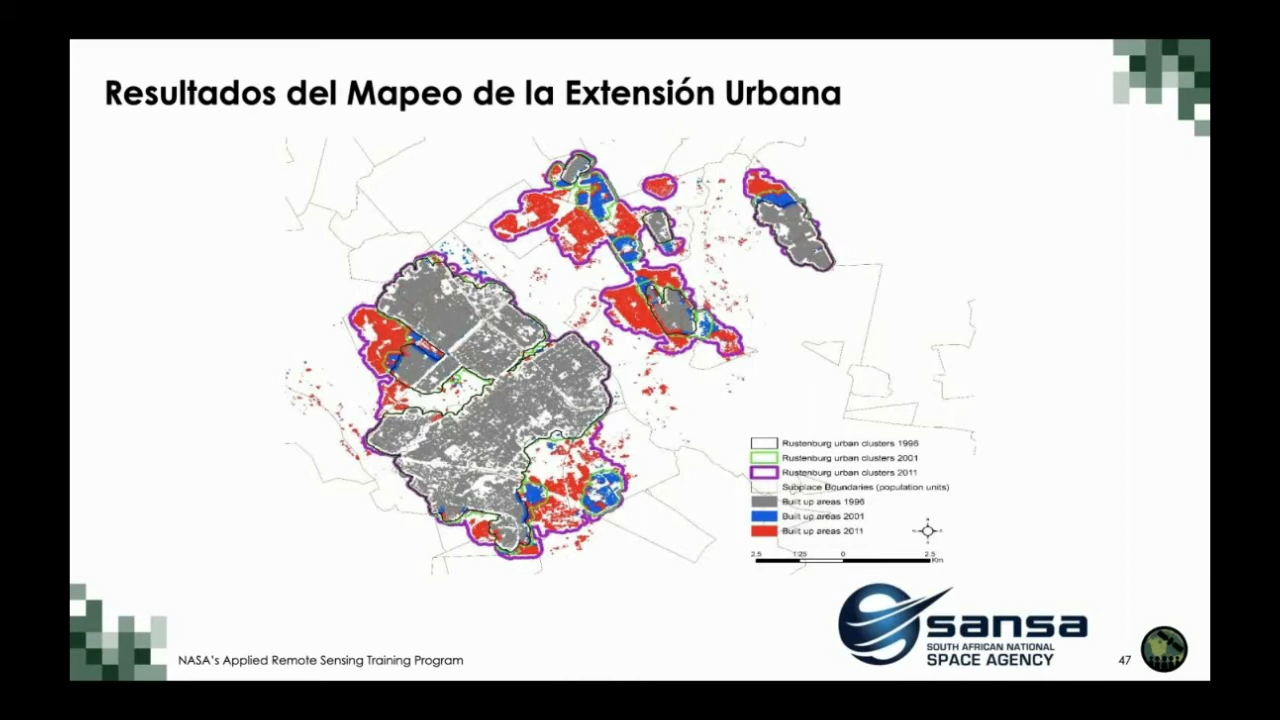 Resultados del Mapeo de la Extensión Urbana
Rustenburg urban clusters 1996
Rustenburg urban clusters 2001
Rustenburg urban clusters 2011
Subplace Boundaries (population units)
Built up areas 1996
Built up areas 2001
Built up areas 2011
2.5 1.25 0 2.5
Km
sansa
SOUTH AFRICAN NATIONAL
SPACE AGENCY
NASA's Applied Remote Sensing Training Program
47